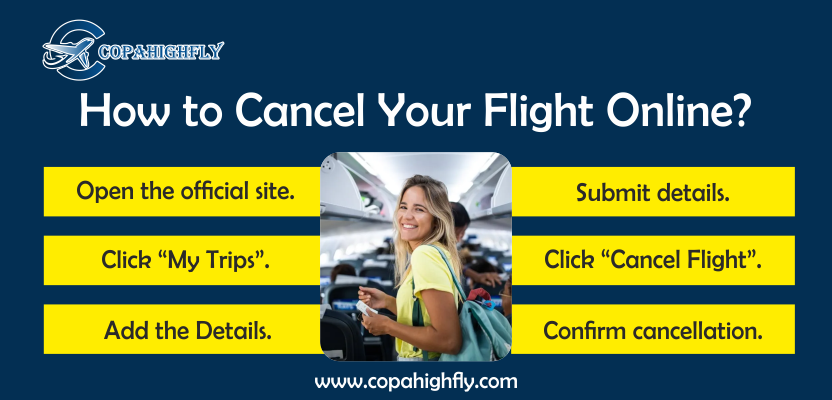 COPAHIGHFLY
How to Cancel Your Flight Online?
Open the official site.
Click “My Trips”.
Add the Details.
Submit details.
Click “Cancel Flight”.
Confirm cancellation.
www.copahighfly.com